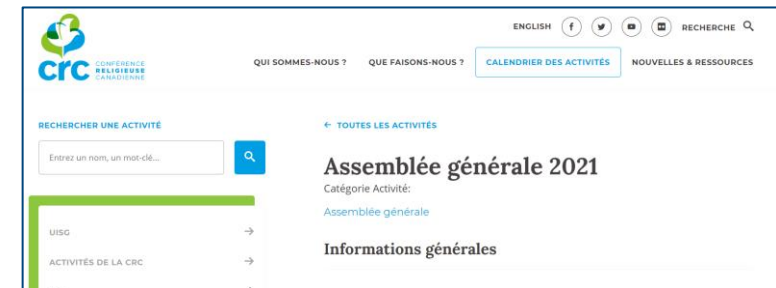 ENGLISH RECHERCHE
crc CONFÉRENCE RELIGIEUSE CANADIENNE
QUI SOMMES-NOUS ? QUE FAISONS-NOUS ? CALENDRIER DES ACTIVITÉS NOUVELLES & RESSOURCES
RECHERCHER UNE ACTIVITÉ
Entrez un nom, un mot-clé...
← TOUTES LES ACTIVITÉS
Assemblée générale 2021
Catégorie Activité:
Assemblée générale
Informations générales
UISG →
ACTIVITÉS DE LA CRC →